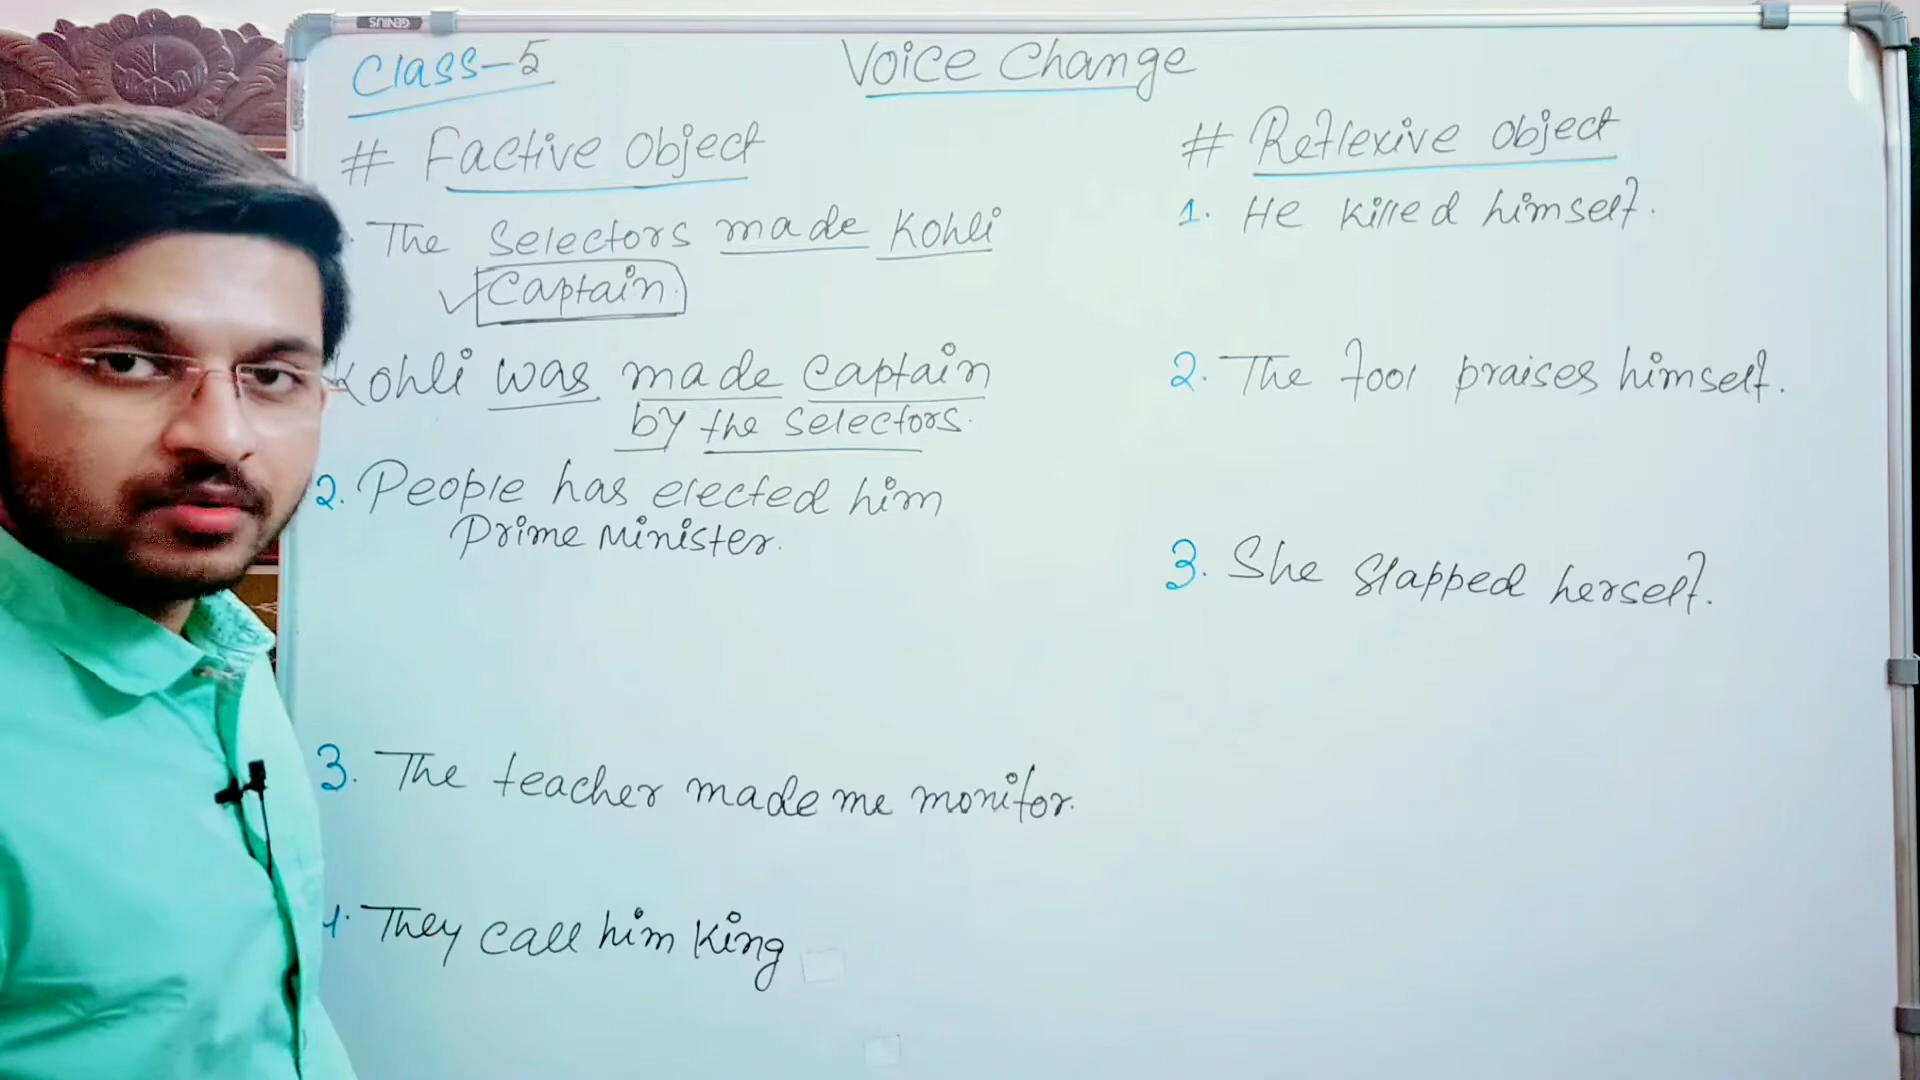 GENIUS
Class-5
Voice Change
# Factive Object
The Selectors made Kohli
Captain.
Kohli was made captain
by the selectors.
2. People has elected him
Prime Minister.
3. The teacher made me monitor.
4. They call him King
# Reflexive object
1. He killed himself.
2. The fool praises himself.
3. She slapped herself.